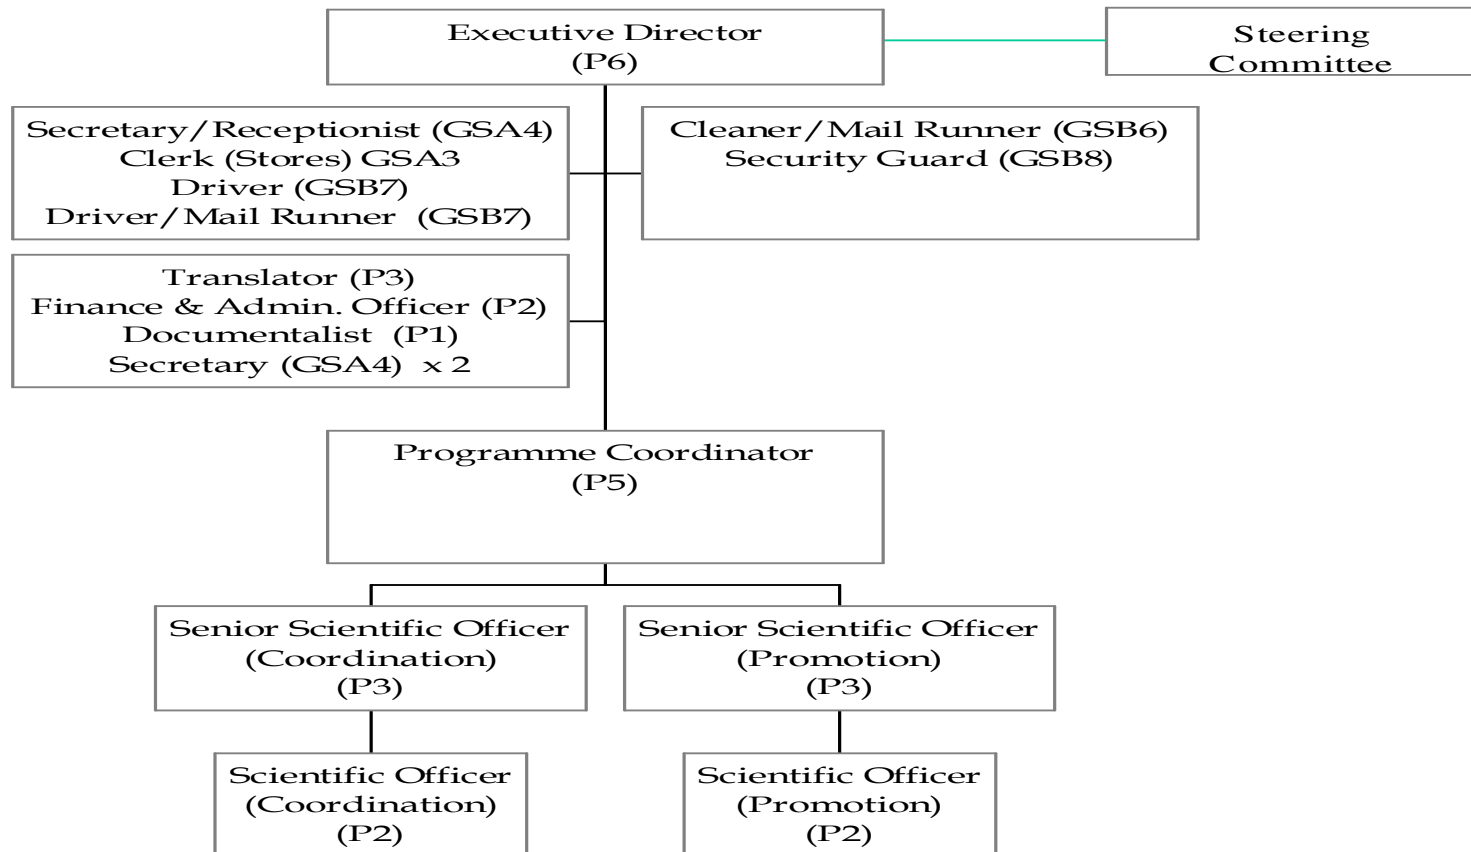 Executive Director
(P6)
Steering
Committee
Secretary/Receptionist (GSA4)
Clerk (Stores) GSA3
Driver (GSB7)
Driver/Mail Runner (GSB7)
Cleaner/Mail Runner (GSB6)
Security Guard (GSB8)
Translator (P3)
Finance & Admin. Officer (P2)
Documentalist (P1)
Secretary (GSA4) x 2
Programme Coordinator
(P5)
Senior Scientific Officer
(Coordination)
(P3)
Senior Scientific Officer
(Promotion)
(P3)
Scientific Officer
(Coordination)
(P2)
Scientific Officer
(Promotion)
(P2)